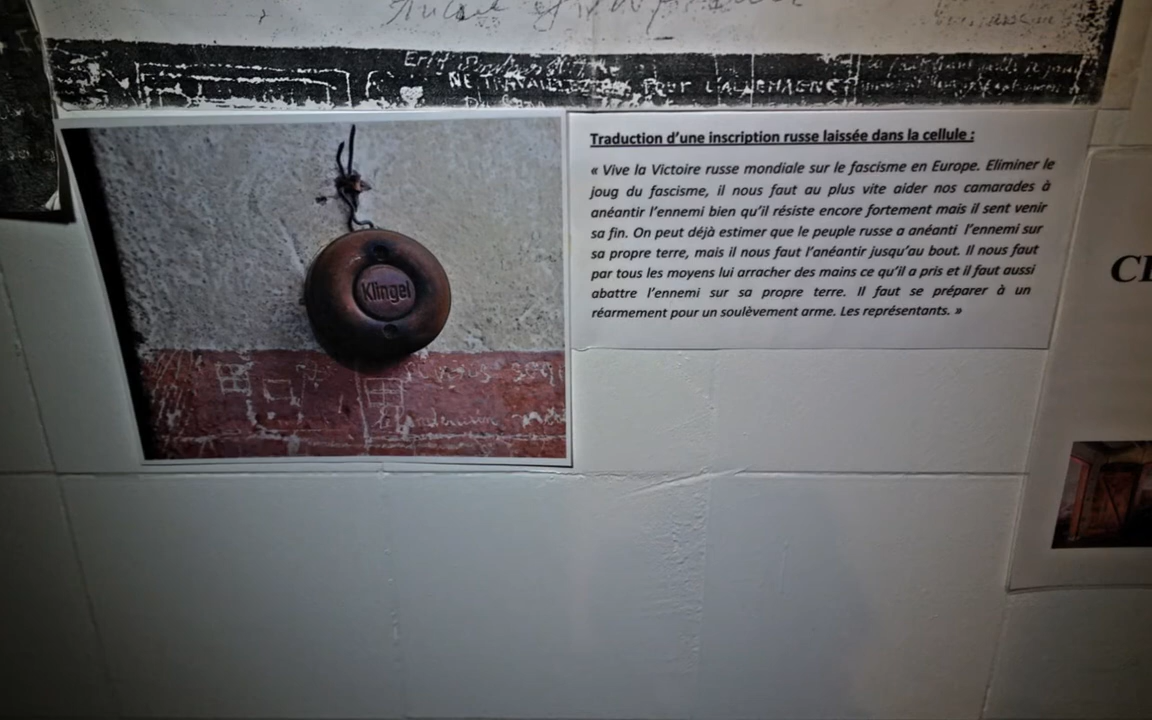 NE TRAVAILLEZ PAS POUR L'ALLEMAGNE
Traduction d'une inscription russe laissée dans la cellule :
« Vive la Victoire russe mondiale sur le fascisme en Europe. Eliminer le
joug du fascisme, il nous faut au plus vite aider nos camarades à
anéantir l'ennemi bien qu'il résiste encore fortement mais il sent venir
sa fin. On peut déjà estimer que le peuple russe a anéanti l'ennemi sur
sa propre terre, mais il nous faut l'anéantir jusqu'au bout. Il nous faut
par tous les moyens lui arracher des mains ce qu'il a pris et il faut aussi
abattre l'ennemi sur sa propre terre. Il faut se préparer à un
réarmement pour un soulèvement arme. Les représentants. »
Klingel